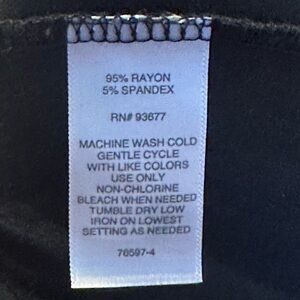 95% RAYON
5% SPANDEX
RN# 93677
MACHINE WASH COLD
GENTLE CYCLE
WITH LIKE COLORS
USE ONLY
NON-CHLORINE
BLEACH WHEN NEEDED
TUMBLE DRY LOW
IRON ON LOWEST
SETTING AS NEEDED
76597-4